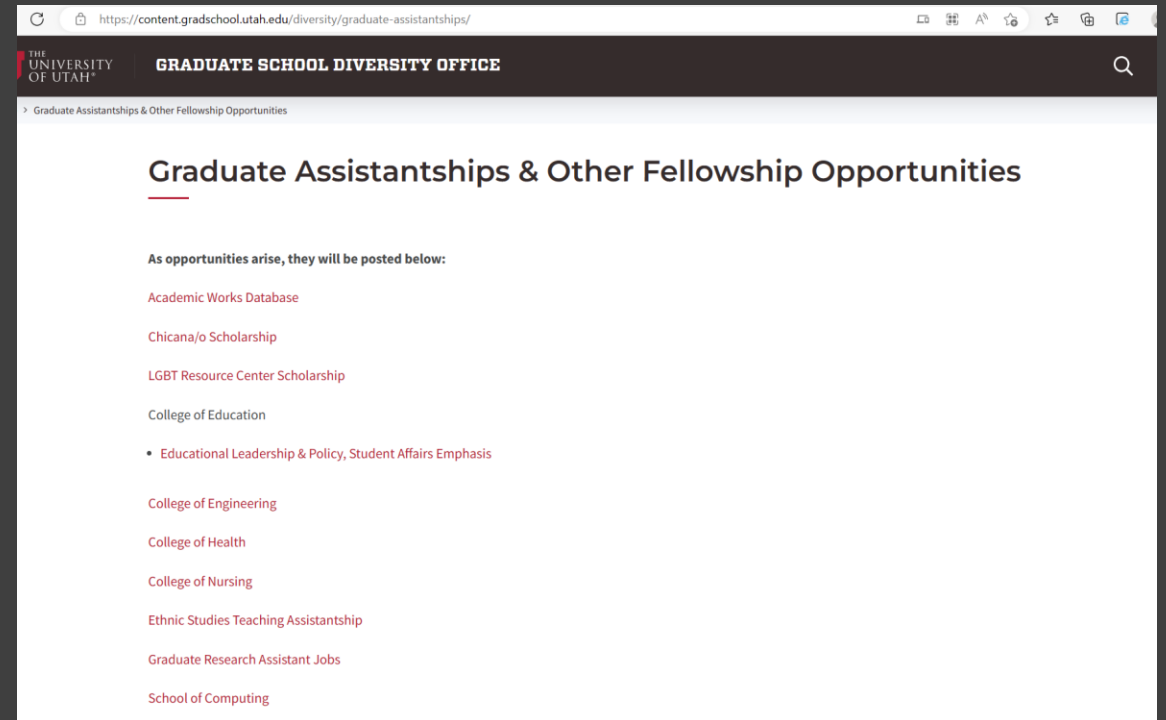 https://content.gradschool.utah.edu/diversity/graduate-assistantships/
THE
UNIVERSITY
OF UTAH®
GRADUATE SCHOOL DIVERSITY OFFICE
> Graduate Assistantships & Other Fellowship Opportunities
Graduate Assistantships & Other Fellowship Opportunities
As opportunities arise, they will be posted below:
Academic Works Database
Chicana/o Scholarship
LGBT Resource Center Scholarship
College of Education
• Educational Leadership & Policy, Student Affairs Emphasis
College of Engineering
College of Health
College of Nursing
Ethnic Studies Teaching Assistantship
Graduate Research Assistant Jobs
School of Computing